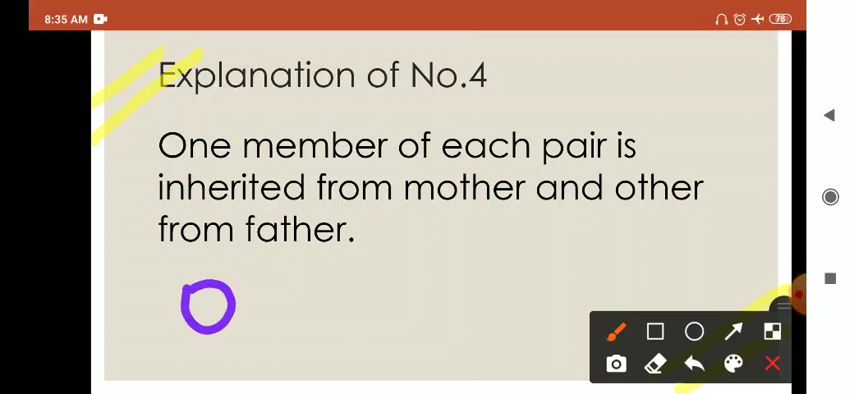 8:35 AM
78
Explanation of No.4
One member of each pair is
inherited from mother and other
from father.